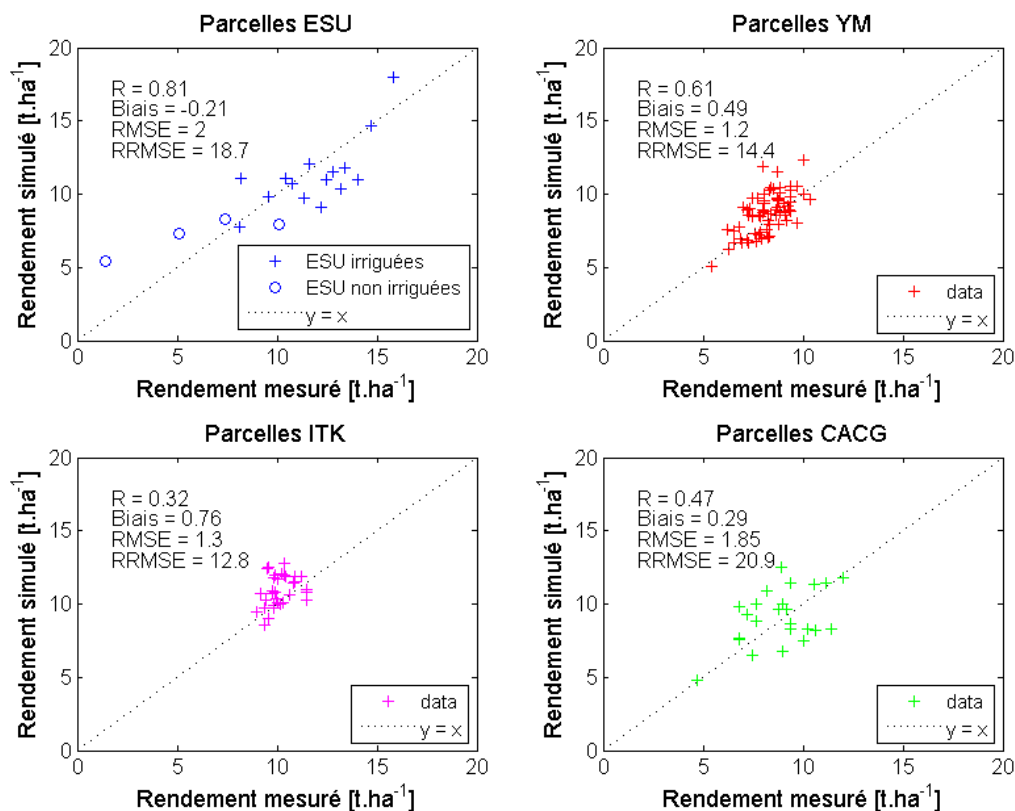 Parcelles ESU
Rendement simulé [t.ha-1]
20
15
10
5
0
R = 0.81
Biais = -0.21
RMSE = 2
RRMSE = 18.7
ESU irriguées
ESU non irriguées
y = x
0 5 10 15 20
Rendement mesuré [t.ha-1]
Parcelles YM
Rendement simulé [t.ha-1]
20
15
10
5
0
R = 0.61
Biais = 0.49
RMSE = 1.2
RRMSE = 14.4
data
y = x
0 5 10 15 20
Rendement mesuré [t.ha-1]
Parcelles ITK
Rendement simulé [t.ha-1]
20
15
10
5
0
R = 0.32
Biais = 0.76
RMSE = 1.3
RRMSE = 12.8
data
y = x
0 5 10 15 20
Rendement mesuré [t.ha-1]
Parcelles CACG
Rendement simulé [t.ha-1]
20
15
10
5
0
R = 0.47
Biais = 0.29
RMSE = 1.85
RRMSE = 20.9
data
y = x
0 5 10 15 20
Rendement mesuré [t.ha-1]